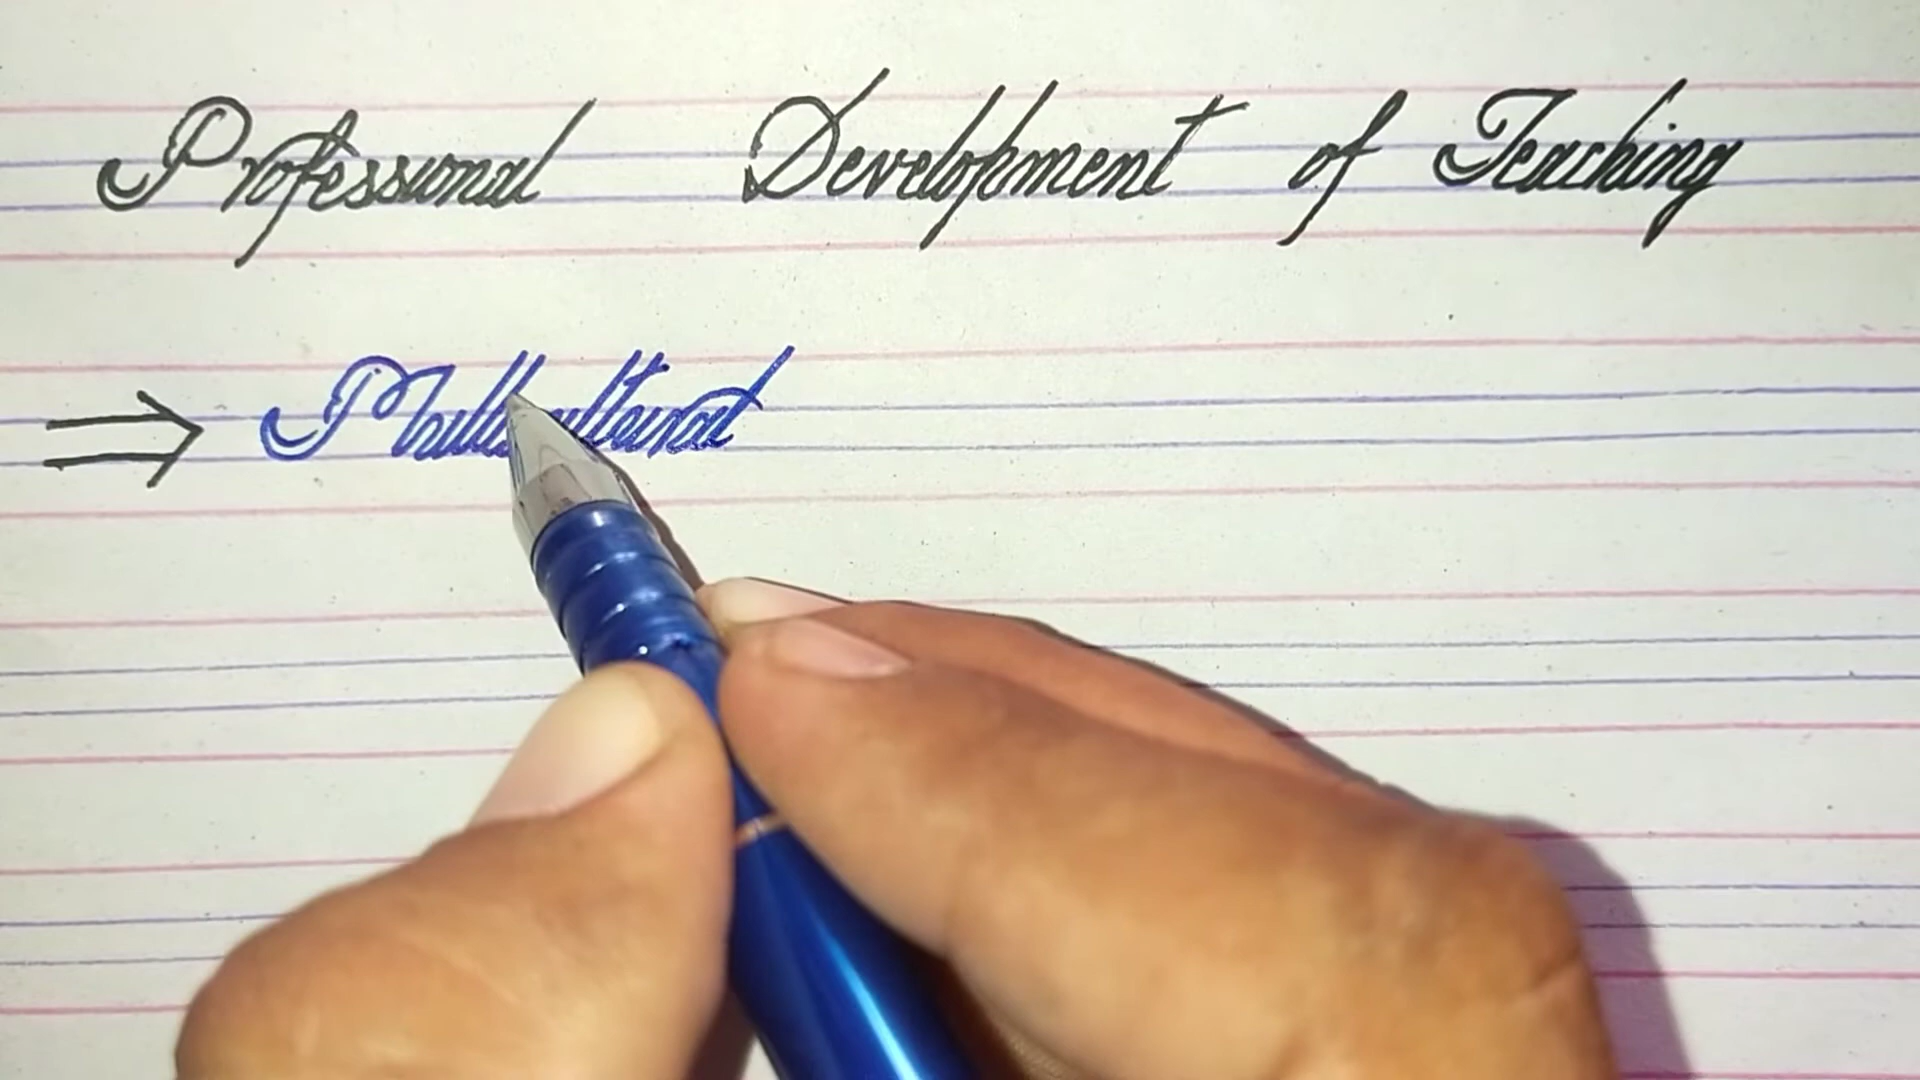 Professional Development of Teaching
⇒